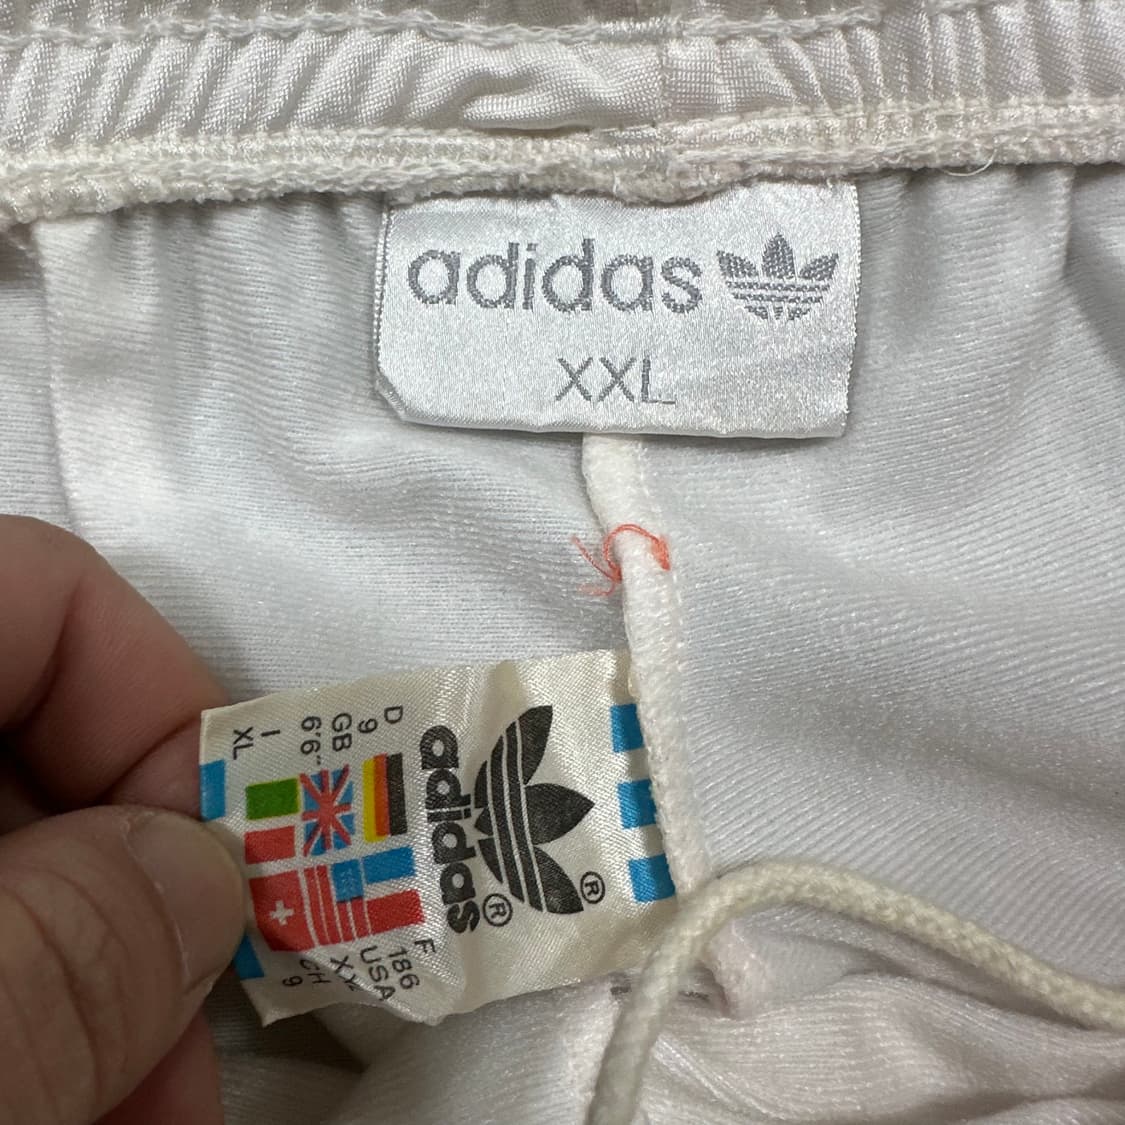 adidas
XXL
adidas ®
®
D
9
GB
6'6"
I
XL
F
186
USA
CH
9